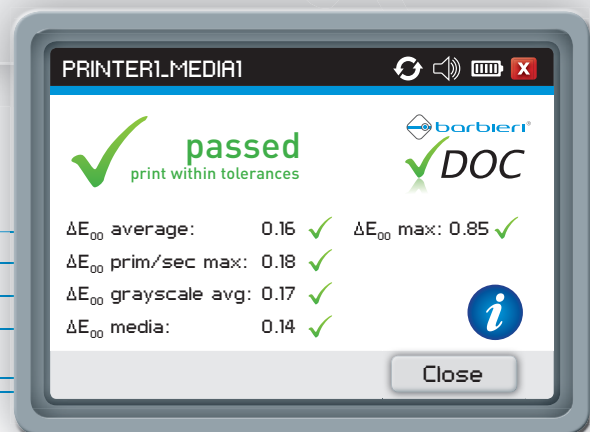 PRINTER1_MEDIA1
X
passed
print within tolerances
barbieri®
DOC
ΔE₀₀ average: 0.16
ΔE₀₀ max: 0.85
ΔE₀₀ prim/sec max: 0.18
ΔE₀₀ grayscale avg: 0.17
ΔE₀₀ media: 0.14
i
Close